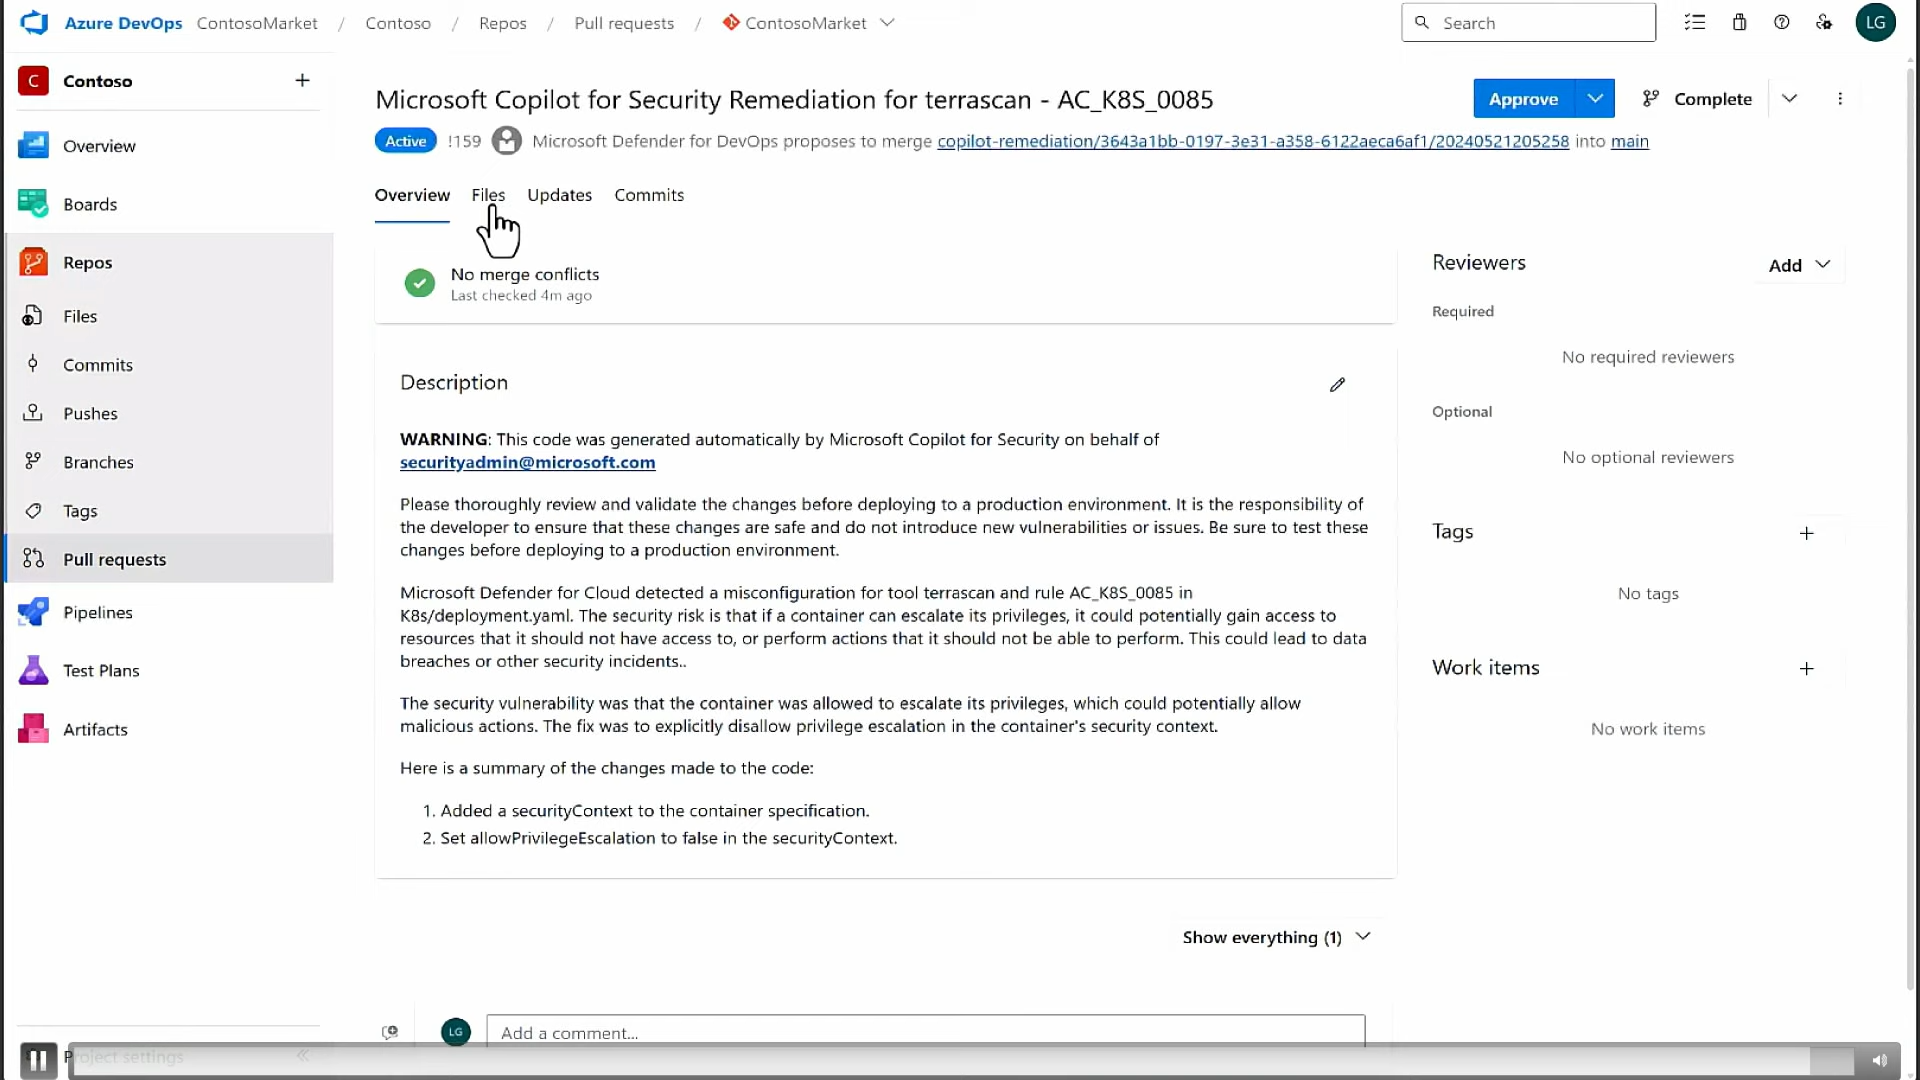 Azure DevOps ContosoMarket / Contoso / Repos / Pull requests / ContosoMarket
Search
LG
C Contoso
Overview
Boards
Repos
Files
Commits
Pushes
Branches
Tags
Pull requests
Pipelines
Test Plans
Artifacts
Project settings
Microsoft Copilot for Security Remediation for terrascan - AC_K8S_0085
Approve
Complete
Active !159 Microsoft Defender for DevOps proposes to merge copilot-remediation/3643a1bb-0197-3e31-a358-6122aeca6af1/20240521205258 into main
Overview Files Updates Commits
No merge conflicts
Last checked 4m ago
Description
WARNING: This code was generated automatically by Microsoft Copilot for Security on behalf of
securityadmin@microsoft.com
Please thoroughly review and validate the changes before deploying to a production environment. It is the responsibility of
the developer to ensure that these changes are safe and do not introduce new vulnerabilities or issues. Be sure to test these
changes before deploying to a production environment.
Microsoft Defender for Cloud detected a misconfiguration for tool terrascan and rule AC_K8S_0085 in
K8s/deployment.yaml. The security risk is that if a container can escalate its privileges, it could potentially gain access to
resources that it should not have access to, or perform actions that it should not be able to perform. This could lead to data
breaches or other security incidents..
The security vulnerability was that the container was allowed to escalate its privileges, which could potentially allow
malicious actions. The fix was to explicitly disallow privilege escalation in the container's security context.
Here is a summary of the changes made to the code:
1. Added a securityContext to the container specification.
2. Set allowPrivilegeEscalation to false in the securityContext.
Show everything (1)
LG
Add a comment...
Reviewers
Add
Required
No required reviewers
Optional
No optional reviewers
Tags
No tags
Work items
No work items